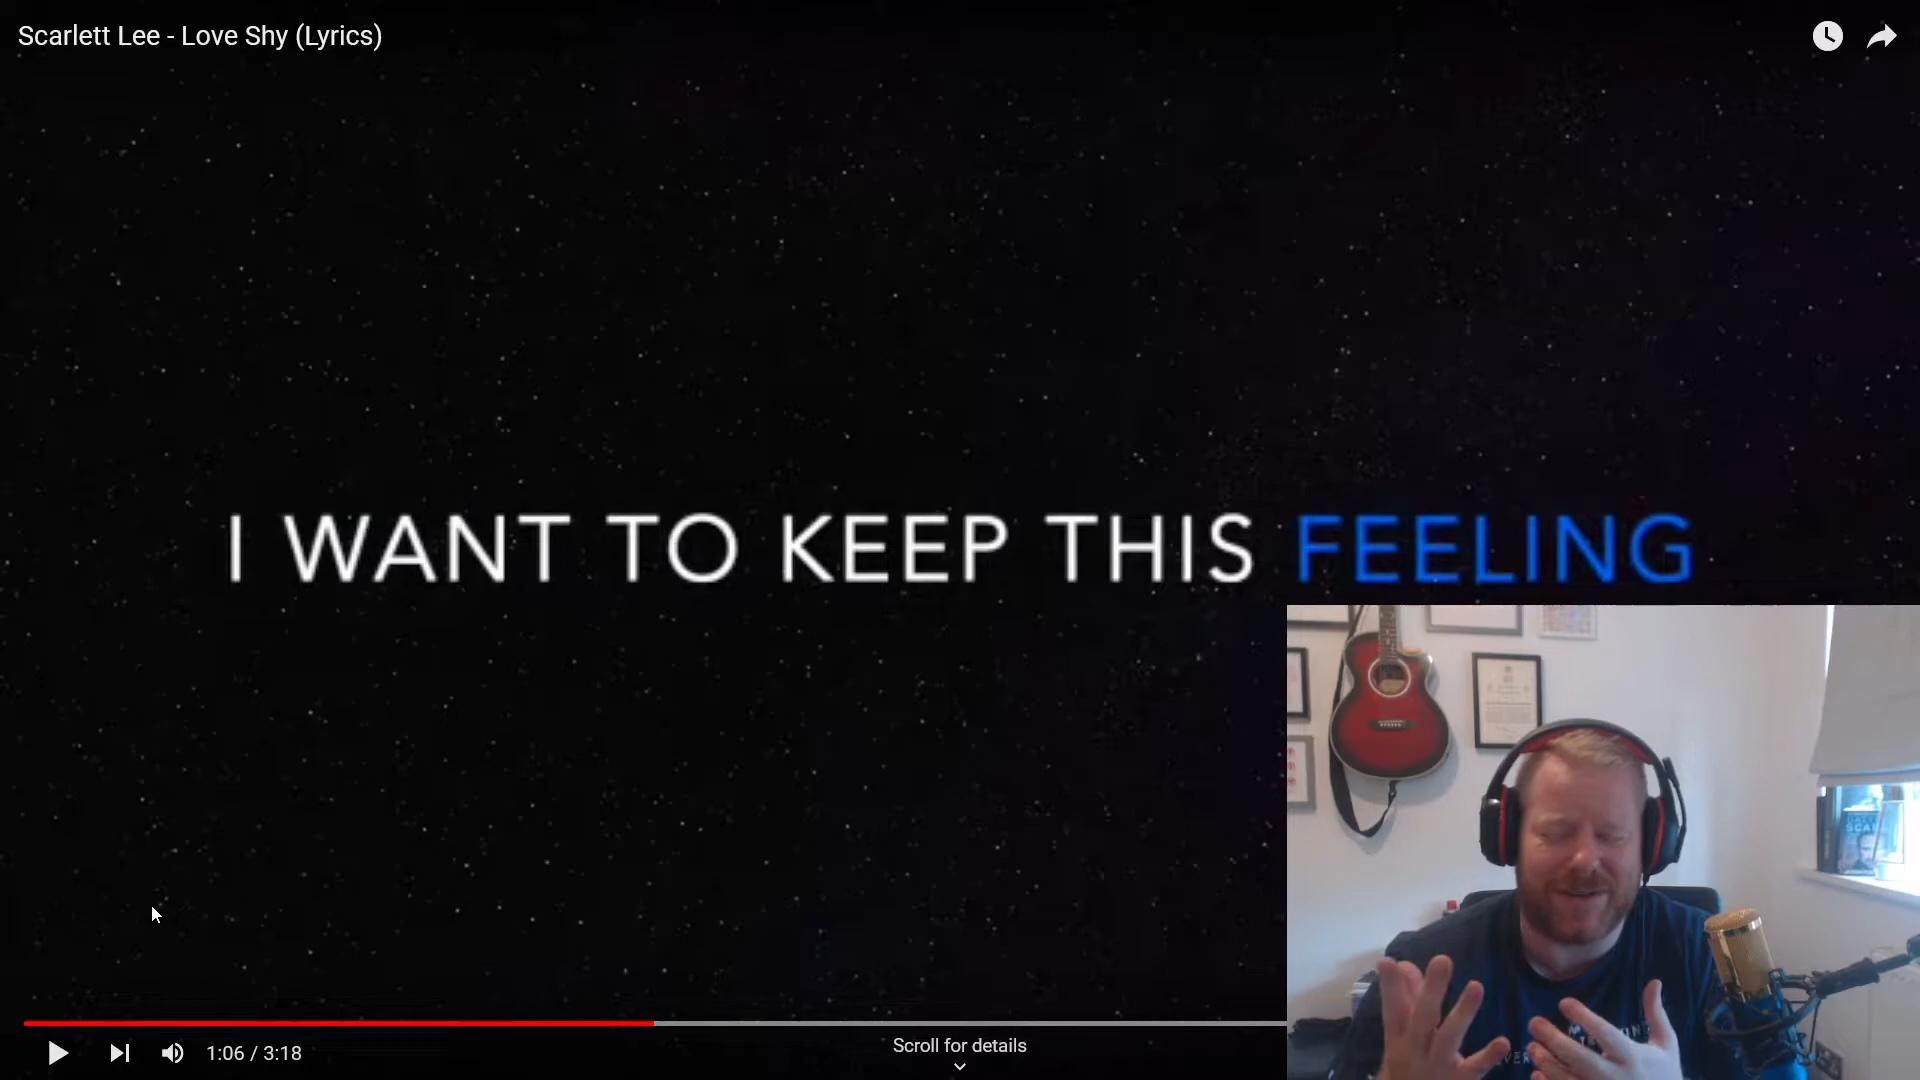 Scarlett Lee - Love Shy (Lyrics)
I WANT TO KEEP THIS FEELING
1:06 / 3:18
Scroll for details